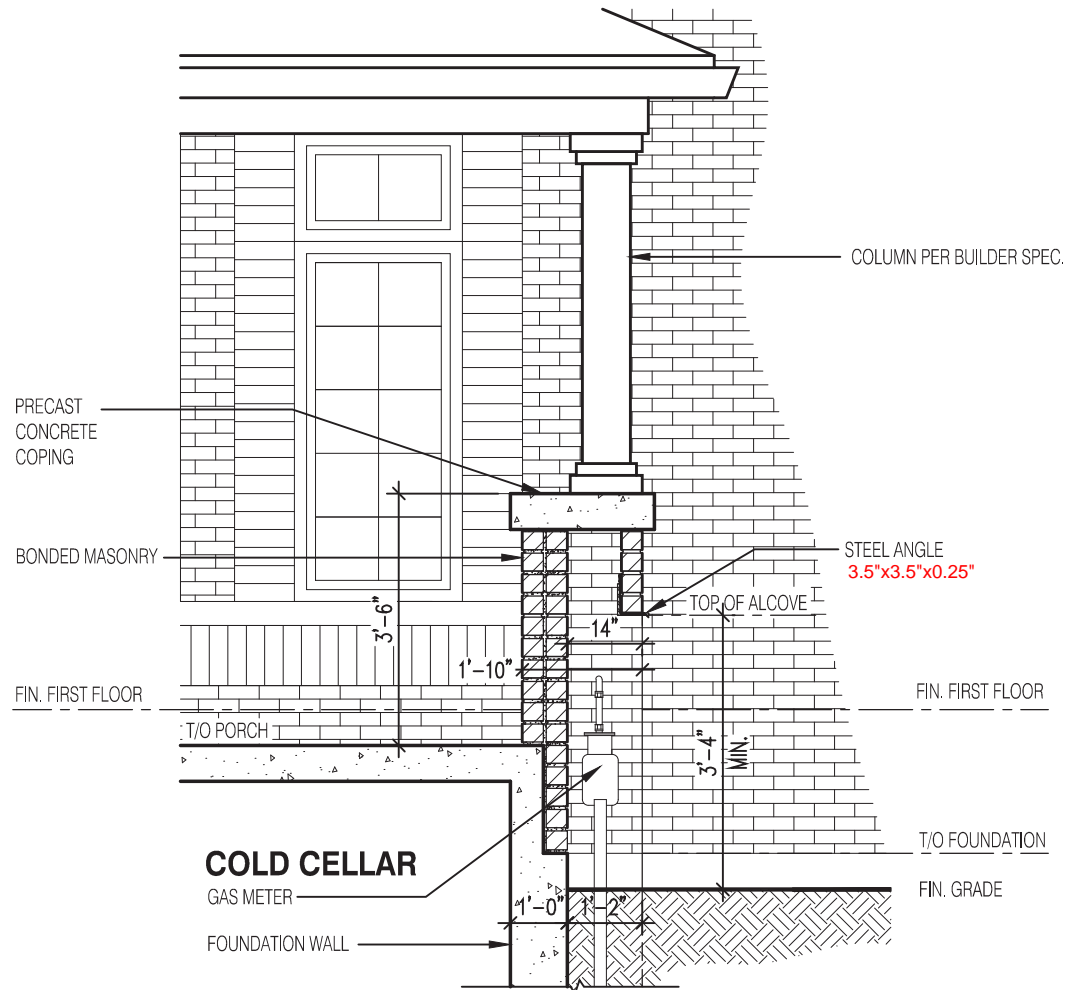 COLUMN PER BUILDER SPEC.
PRECAST
CONCRETE
COPING
BONDED MASONRY
STEEL ANGLE
3.5"x3.5"x0.25"
TOP OF ALCOVE
3'-6"
14"
1'-10"
FIN. FIRST FLOOR
FIN. FIRST FLOOR
T/O PORCH
3'-4"
MIN.
T/O FOUNDATION
COLD CELLAR
GAS METER
FIN. GRADE
1'-0"
1'-2"
FOUNDATION WALL